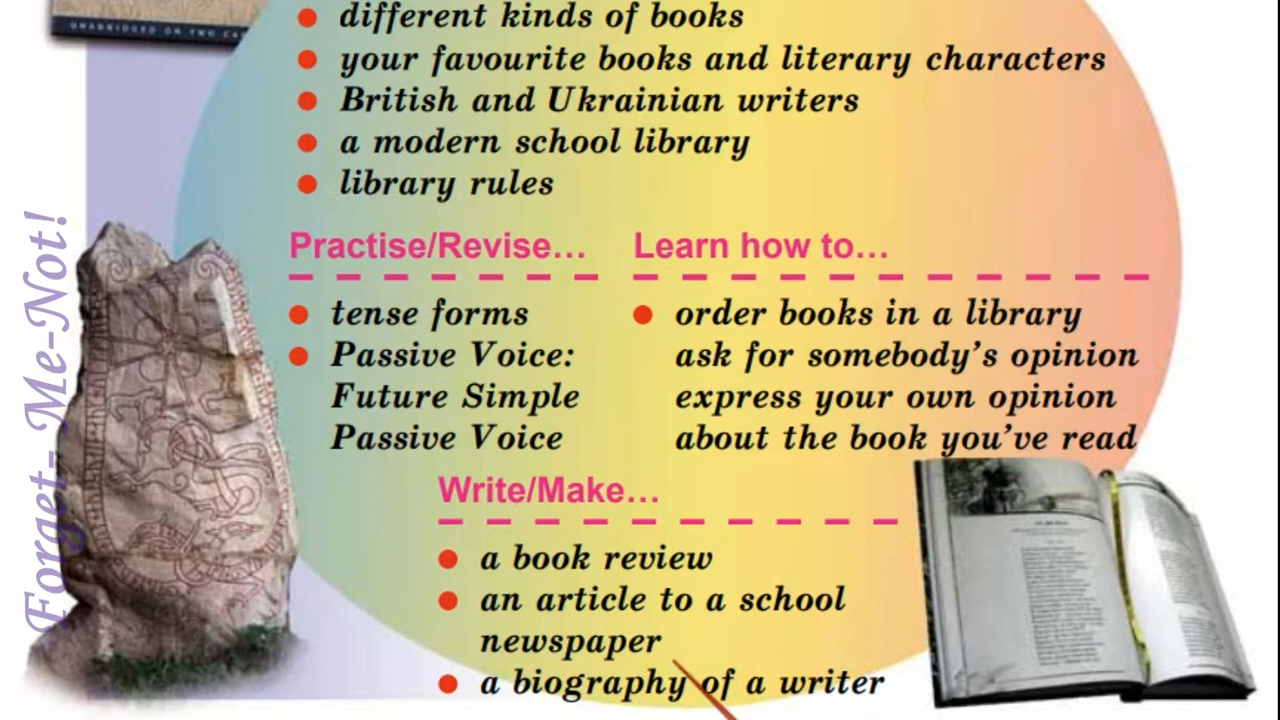 UNABRIDGED ON TWO
different kinds of books
your favourite books and literary characters
British and Ukrainian writers
a modern school library
library rules
Forget-Me-Not!
Practise/Revise...
tense forms
Passive Voice:
Future Simple
Passive Voice
Learn how to...
order books in a library
ask for somebody's opinion
express your own opinion
about the book you've read
Write/Make...
a book review
an article to a school
newspaper
a biography of a writer